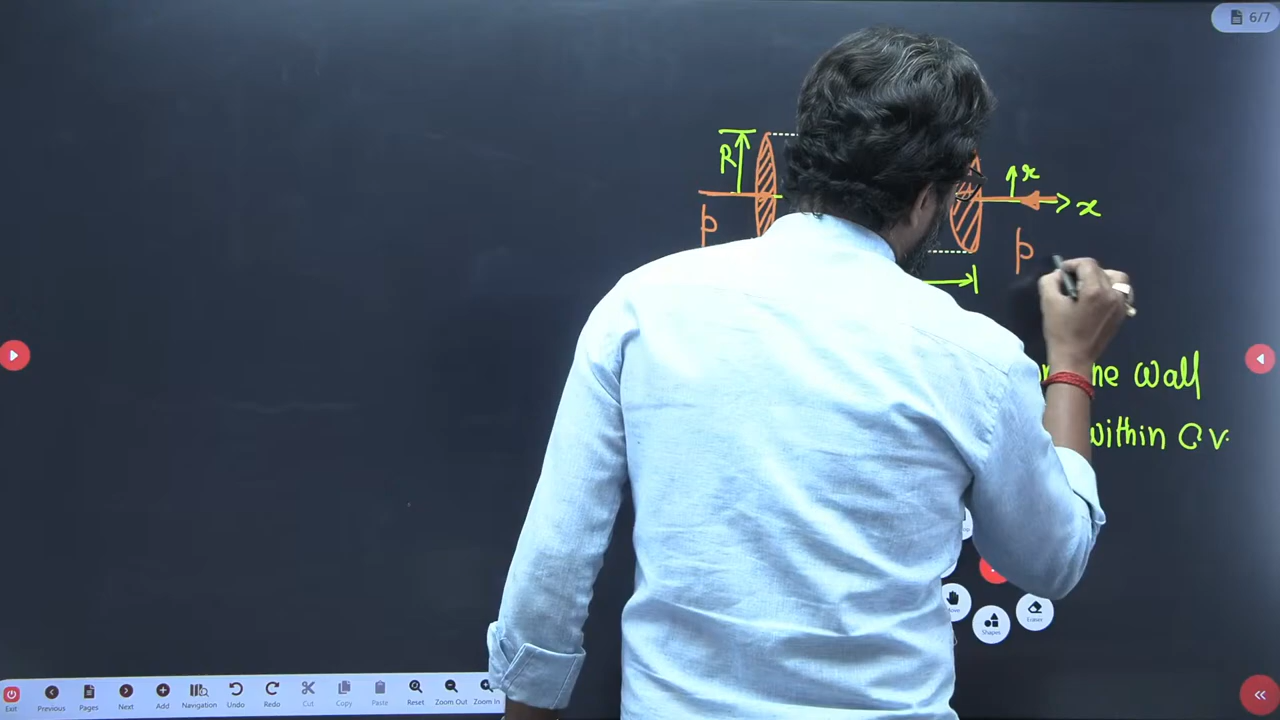 6/7
R
r
x
p
p
the wall
within C.V.
Exit
Previous
Pages
Next
Add
Navigation
Undo
Redo
Cut
Copy
Paste
Reset
Zoom Out
Zoom In
Shapes
Eraser